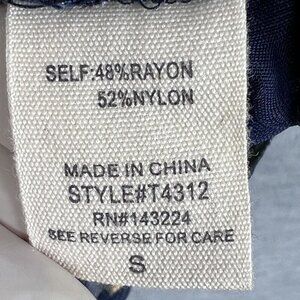 SELF:48%RAYON
52%NYLON
MADE IN CHINA
STYLE#T4312
RN#143224
SEE REVERSE FOR CARE
S